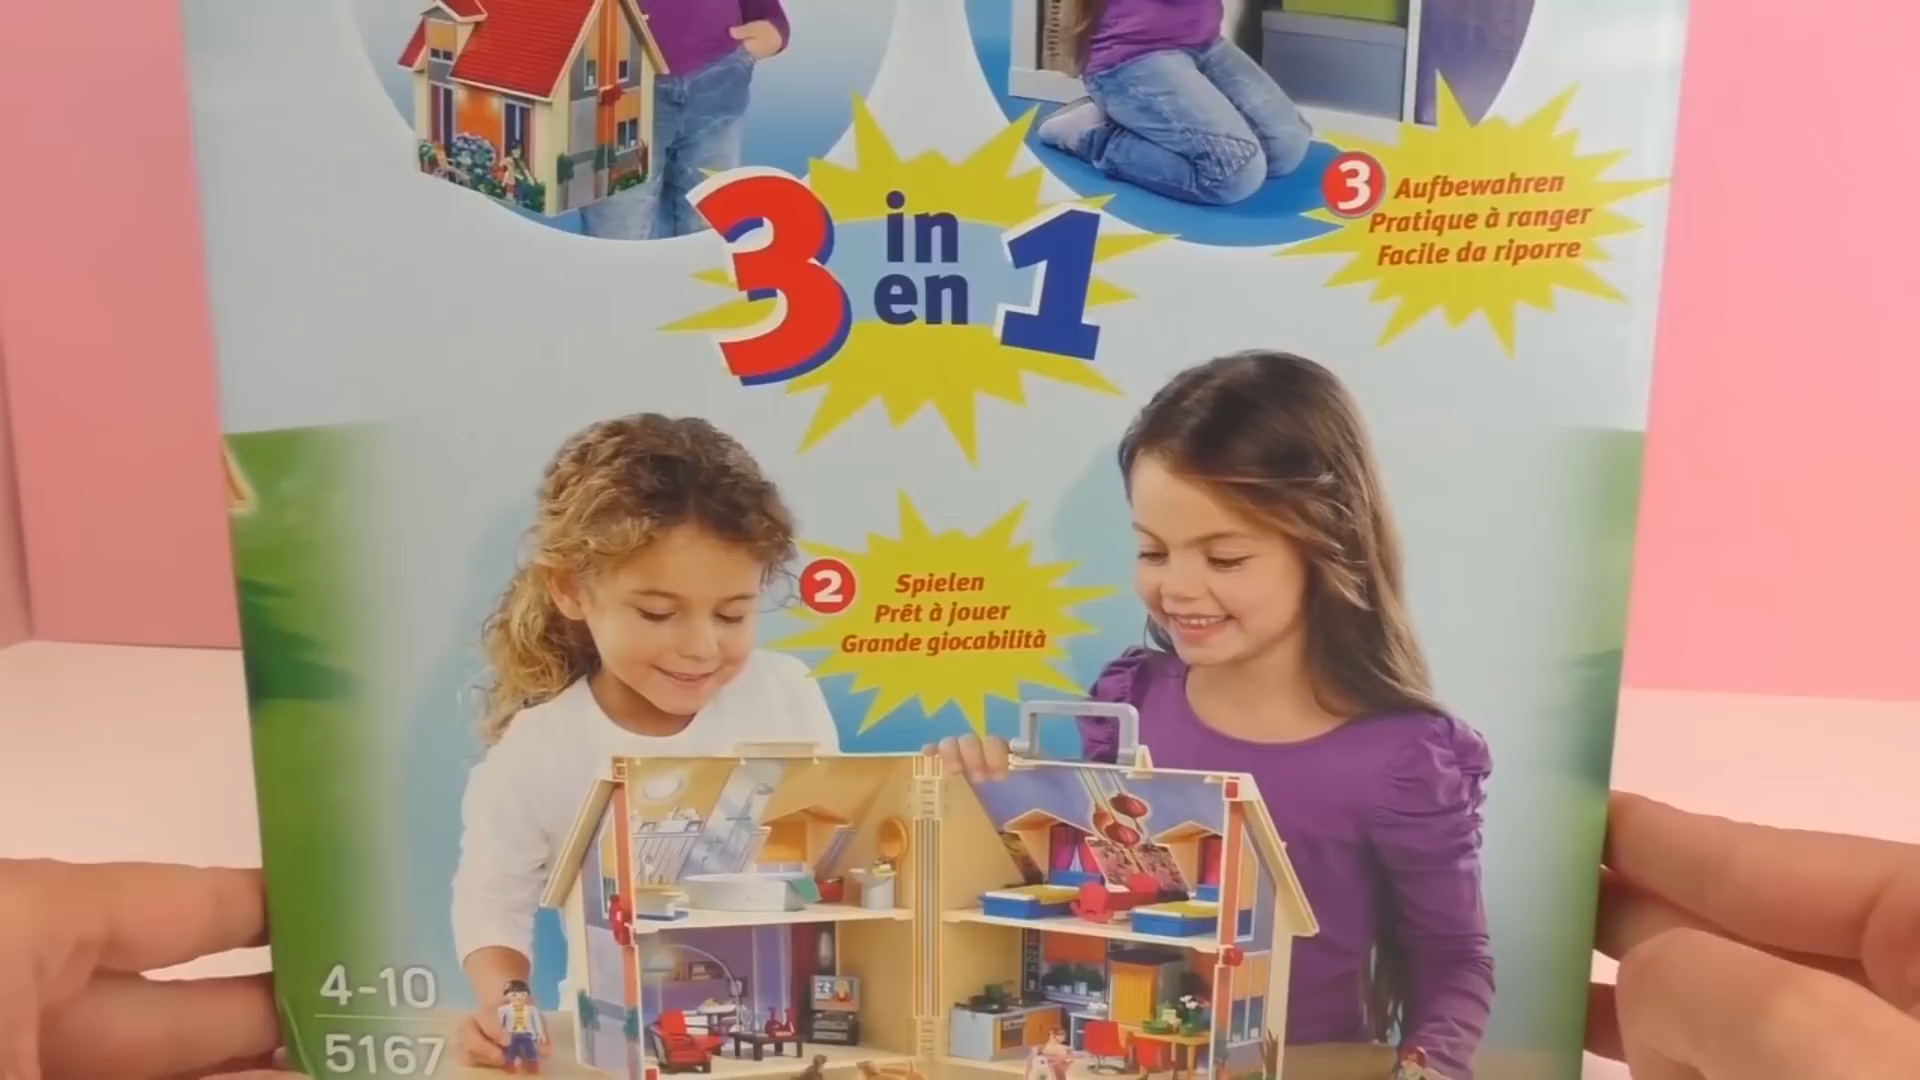 3 in en 1
3 Aufbewahren
Pratique à ranger
Facile da riporre
2 Spielen
Prêt à jouer
Grande giocabilità
4-10
5167